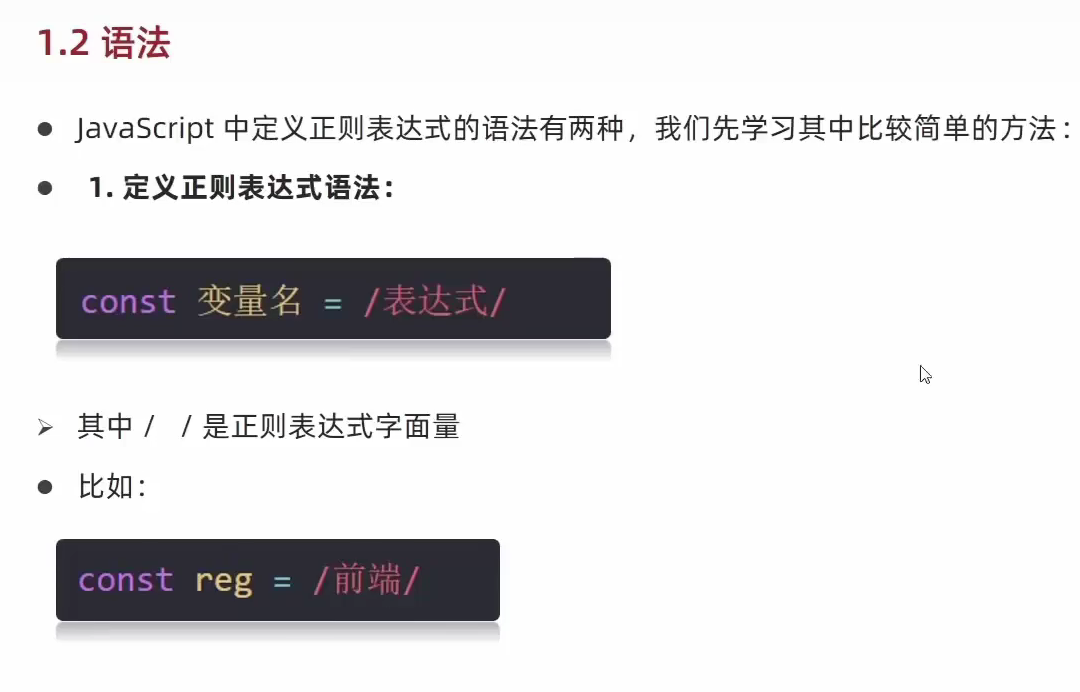 1.2 语法
● JavaScript 中定义正则表达式的语法有两种，我们先学习其中比较简单的方法：
● 1. 定义正则表达式语法：
const 变量名 = /表达式/
➢ 其中 /   / 是正则表达式字面量
● 比如：
const reg = /前端/